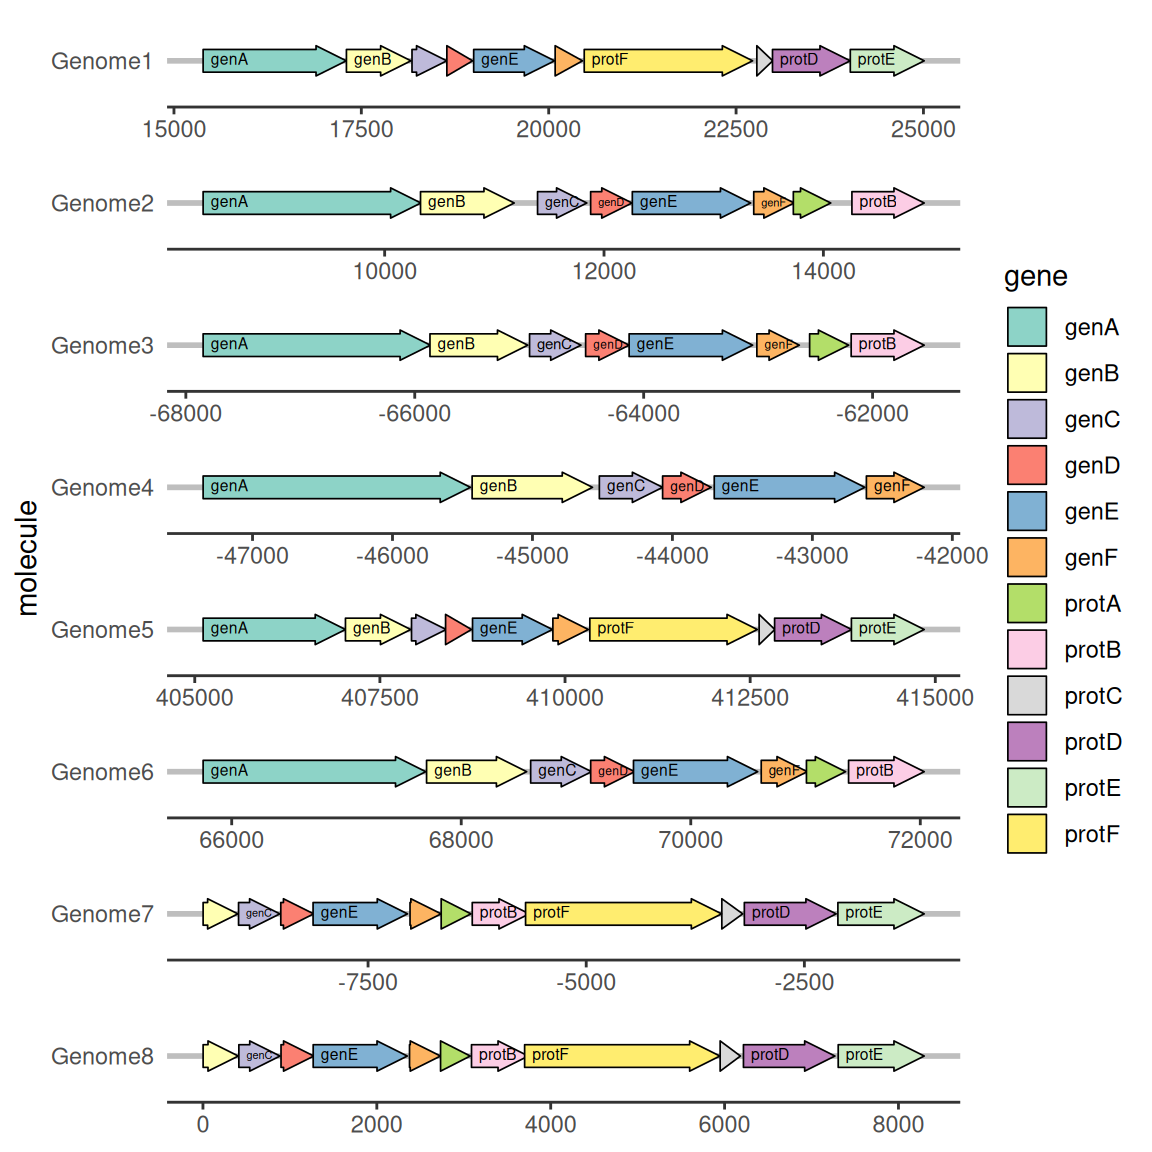 Genome1
genA genB genE protF protD protE
15000 17500 20000 22500 25000
Genome2
genA genB genC genD genE genF protB
10000 12000 14000
Genome3
genA genB genC genD genE genF protB
-68000 -66000 -64000 -62000
Genome4
genA genB genC genD genE genF
-47000 -46000 -45000 -44000 -43000 -42000
molecule
Genome5
genA genB genE protF protD protE
405000 407500 410000 412500 415000
Genome6
genA genB genC genD genE genF protB
66000 68000 70000 72000
Genome7
genC genE protB protF protD protE
-7500 -5000 -2500
Genome8
genC genE protB protF protD protE
0 2000 4000 6000 8000
gene
genA
genB
genC
genD
genE
genF
protA
protB
protC
protD
protE
protF